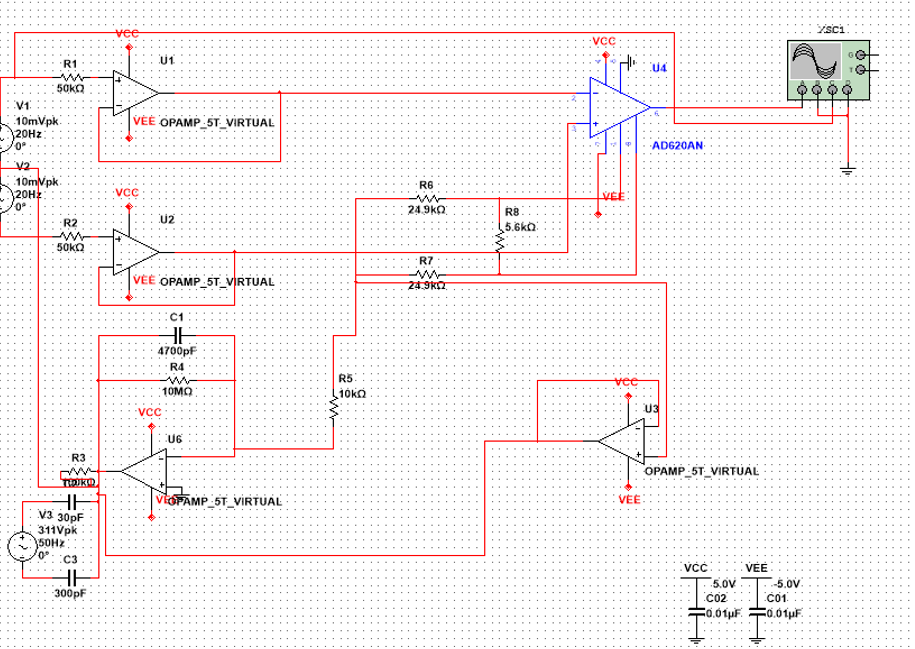 XSC1
VCC
R1
50kΩ
U1
VCC
U4
G
T
A B C D
V1
10mVpk
20Hz
0°
VEE
OPAMP_5T_VIRTUAL
2
3
6
AD620AN
V2
10mVpk
20Hz
0°
VCC
R6
24.9kΩ
VEE
R2
50kΩ
U2
R8
5.6kΩ
R7
24.9kΩ
VEE
OPAMP_5T_VIRTUAL
C1
4700pF
R4
10MΩ
R5
10kΩ
VCC
VCC
U3
U6
R3
OPAMP_5T_VIRTUAL
VEE
VEE
OPAMP_5T_VIRTUAL
V3
30pF
311Vpk
50Hz
0°
C3
300pF
VCC
VEE
5.0V
-5.0V
C02
0.01µF
C01
0.01µF